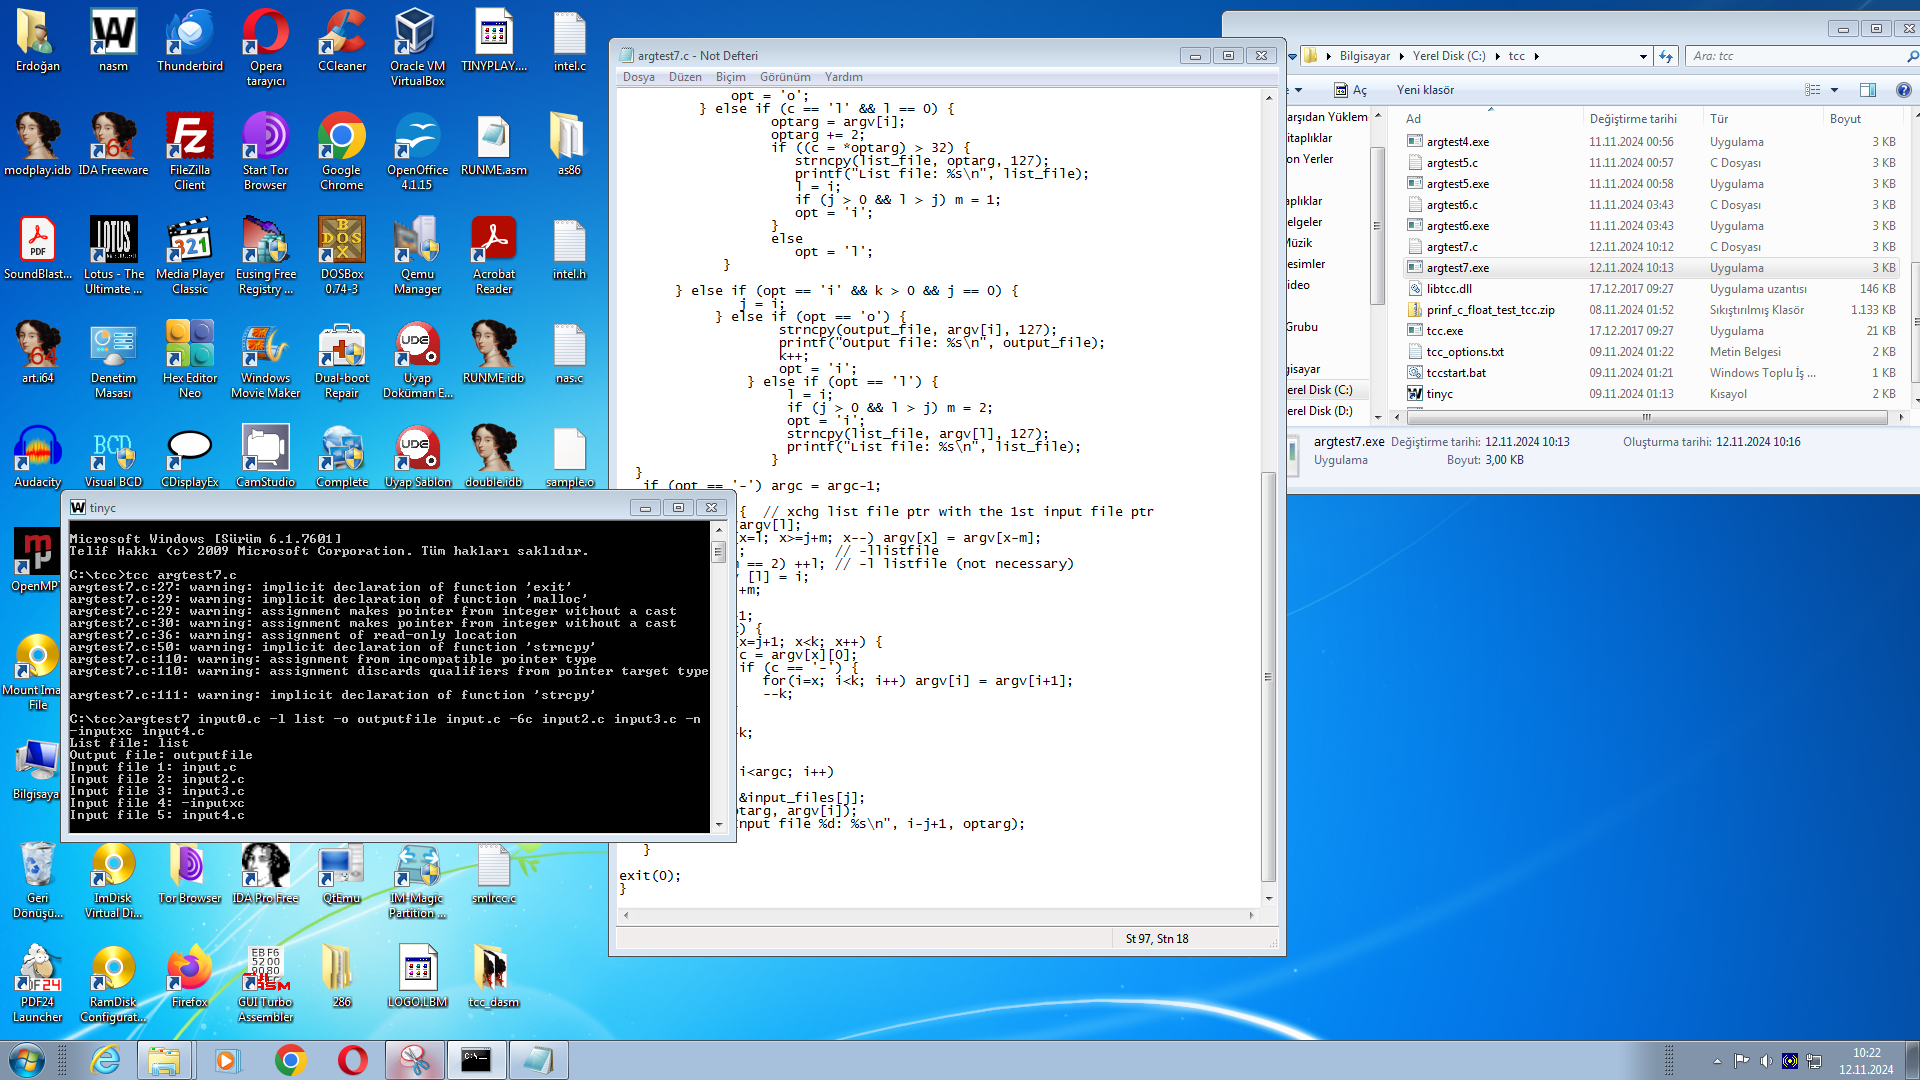 Erdoğan
nasm
Thunderbird
Opera tarayıcı
CCleaner
Oracle VM VirtualBox
TINYPLAY....
intel.c
modplay.idb
IDA Freeware
FileZilla Client
Start Tor Browser
Google Chrome
OpenOffice 4.1.15
RUNME.asm
as86
SoundBlast...
Lotus - The Ultimate ...
Media Player Classic
Eusing Free Registry ...
DOSBox 0.74-3
Qemu Manager
Acrobat Reader
intel.h
art.i64
Denetim Masası
Hex Editor Neo
Windows Movie Maker
Dual-boot Repair
Uyap Dokuman E...
RUNME.idb
nas.c
Audacity
Visual BCD
CDisplayEx
CamStudio
Complete
Uyap Sablon
double.idb
sample.o
OpenMPT
Mount Ima File
Bilgisaya
Geri Dönüşü...
ImDisk Virtual Di...
Tor Browser
IDA Pro Free
QtEmu
IM-Magic Partition ...
smlrcc.c
PDF24 Launcher
RamDisk Configurat...
Firefox
GUI Turbo Assembler
286
LOGO.LBM
tcc_dasm
argtest7.c - Not Defteri
Dosya Düzen Biçim Görünüm Yardım
opt = 'o';
} else if (c == 'l' && l == 0) {
optarg = argv[i];
optarg += 2;
if ((c = *optarg) > 32) {
strncpy(list_file, optarg, 127);
printf("List file: %s\n", list_file);
l = i;
if (j > 0 && l > j) m = 1;
opt = 'i';
}
else
opt = 'l';
}
} else if (opt == 'i' && k > 0 && j == 0) {
j = i;
} else if (opt == 'o') {
strncpy(output_file, argv[i], 127);
printf("Output file: %s\n", output_file);
k++;
opt = 'i';
} else if (opt == 'l') {
l = i;
if (j > 0 && l > j) m = 2;
opt = 'i';
strncpy(list_file, argv[l], 127);
printf("List file: %s\n", list_file);
}
}
if (opt == '-') argc = argc-1;
{ // xchg list file ptr with the 1st input file ptr
argv[l];
x=l; x>=j+m; x--) argv[x] = argv[x-m];
; // -llistfile
n == 2) ++l; // -l listfile (not necessary)
[l] = i;
+m;
1;
) {
x=j+1; x<k; x++) {
c = argv[x][0];
if (c == '-') {
for(i=x; i<k; i++) argv[i] = argv[i+1];
--k;
k;
i<argc; i++)
&input_files[j];
optarg, argv[i]);
nput file %d: %s\n", i-j+1, optarg);
}
exit(0);
}
St 97, Stn 18
tinyc
Microsoft Windows [Sürüm 6.1.7601]
Telif Hakkı (c) 2009 Microsoft Corporation. Tüm hakları saklıdır.
C:\tcc>tcc argtest7.c
argtest7.c:27: warning: implicit declaration of function 'exit'
argtest7.c:29: warning: implicit declaration of function 'malloc'
argtest7.c:29: warning: assignment makes pointer from integer without a cast
argtest7.c:30: warning: assignment makes pointer from integer without a cast
argtest7.c:36: warning: assignment of read-only location
argtest7.c:50: warning: implicit declaration of function 'strncpy'
argtest7.c:110: warning: assignment from incompatible pointer type
argtest7.c:110: warning: assignment discards qualifiers from pointer target type
argtest7.c:111: warning: implicit declaration of function 'strcpy'
C:\tcc>argtest7 input0.c -l list -o outputfile input.c -6c input2.c input3.c -n
-inputxc input4.c
List file: list
Output file: outputfile
Input file 1: input.c
Input file 2: input2.c
Input file 3: input3.c
Input file 4: -inputxc
Input file 5: input4.c
Bilgisayar Yerel Disk (C:) tcc
Ara: tcc
Aç Yeni klasör
arşıdan Yüklem
itaplıklar
on Yerler
aplıklar
elgeler
Müzik
esimler
ideo
Grubu
gisayar
erel Disk (C:)
erel Disk (D:)
Ad Değiştirme tarihi Tür Boyut
argtest4.exe 11.11.2024 00:56 Uygulama 3 KB
argtest5.c 11.11.2024 00:57 C Dosyası 3 KB
argtest5.exe 11.11.2024 00:58 Uygulama 3 KB
argtest6.c 11.11.2024 03:43 C Dosyası 3 KB
argtest6.exe 11.11.2024 03:43 Uygulama 3 KB
argtest7.c 12.11.2024 10:12 C Dosyası 3 KB
argtest7.exe 12.11.2024 10:13 Uygulama 3 KB
libtcc.dll 17.12.2017 09:27 Uygulama uzantısı 146 KB
prinf_c_float_test_tcc.zip 08.11.2024 01:52 Sıkıştırılmış Klasör 1.133 KB
tcc.exe 17.12.2017 09:27 Uygulama 21 KB
tcc_options.txt 09.11.2024 01:22 Metin Belgesi 2 KB
tccstart.bat 09.11.2024 01:21 Windows Toplu İş ... 1 KB
tinyc 09.11.2024 01:13 Kısayol 2 KB
argtest7.exe Değiştirme tarihi: 12.11.2024 10:13 Oluşturma tarihi: 12.11.2024 10:16
Uygulama Boyut: 3,00 KB
10:22
12.11.2024